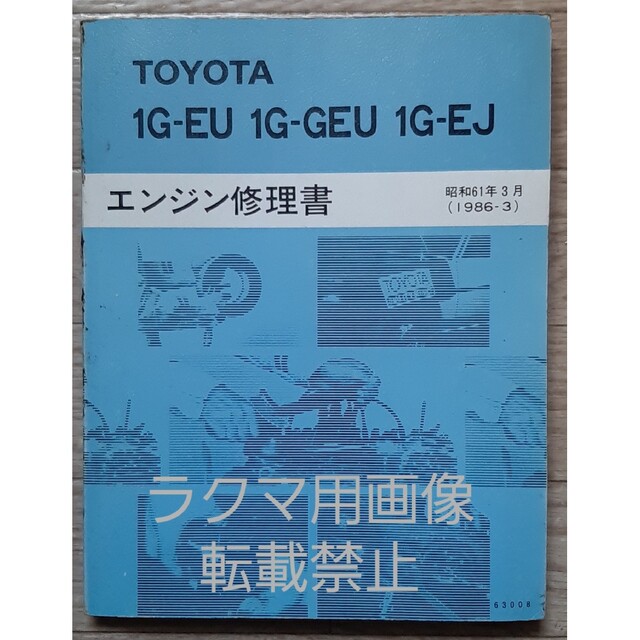 TOYOTA
1G-EU 1G-GEU 1G-EJ
エンジン修理書
昭和61年3月
(1986-3)
TOYOTA
ラクマ用画像
転載禁止
63008